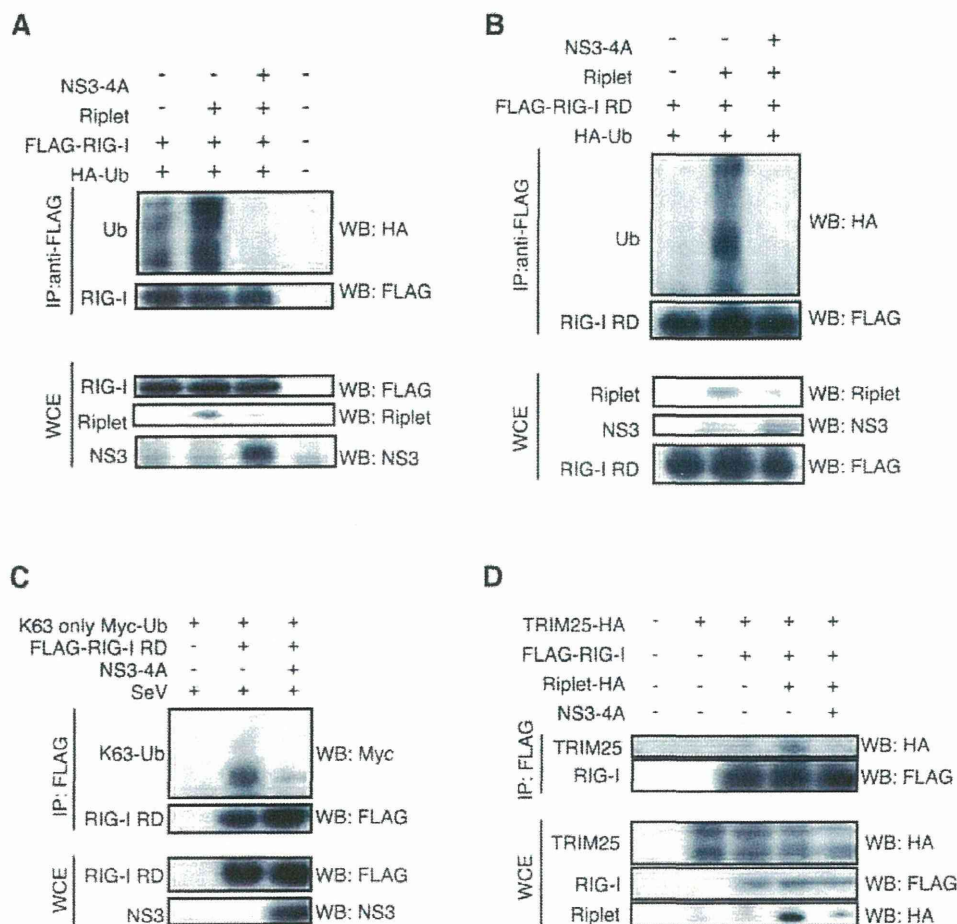 A
NS3-4A - - + -
Riplet - + + -
FLAG-RIG-I + + + -
HA-Ub + + + -
IP:anti-FLAG
Ub WB: HA
RIG-I WB: FLAG
WCE
RIG-I WB: FLAG
Riplet WB: Riplet
NS3 WB: NS3
B
NS3-4A - - +
Riplet - + +
FLAG-RIG-I RD + + +
HA-Ub + + +
IP:anti-FLAG
Ub WB: HA
RIG-I RD WB: FLAG
WCE
Riplet WB: Riplet
NS3 WB: NS3
RIG-I RD WB: FLAG
C
K63 only Myc-Ub + + +
FLAG-RIG-I RD - + +
NS3-4A - - +
SeV + + +
IP: FLAG
K63-Ub WB: Myc
RIG-I RD WB: FLAG
WCE
RIG-I RD WB: FLAG
NS3 WB: NS3
D
TRIM25-HA - + + + +
FLAG-RIG-I - - + + +
Riplet-HA - - - + +
NS3-4A - - - - +
IP: FLAG
TRIM25 WB: HA
RIG-I WB: FLAG
WCE
TRIM25 WB: HA
RIG-I WB: FLAG
Riplet WB: HA